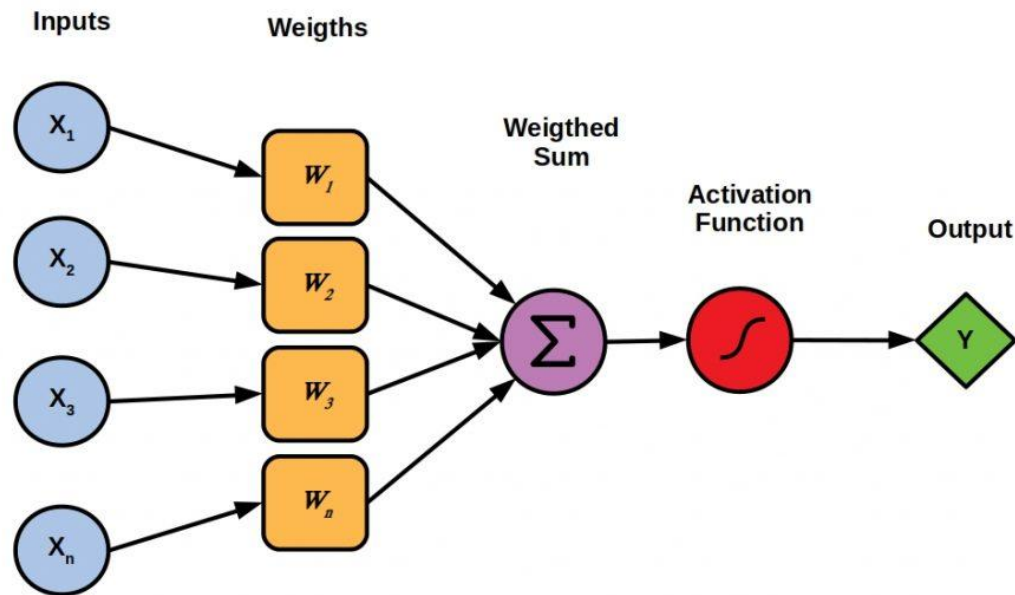 Inputs
Weigths
Weigthed
Sum
Activation
Function
Output
X₁
X₂
X₃
Xₙ
W₁
W₂
W₃
Wₙ
Σ
Y